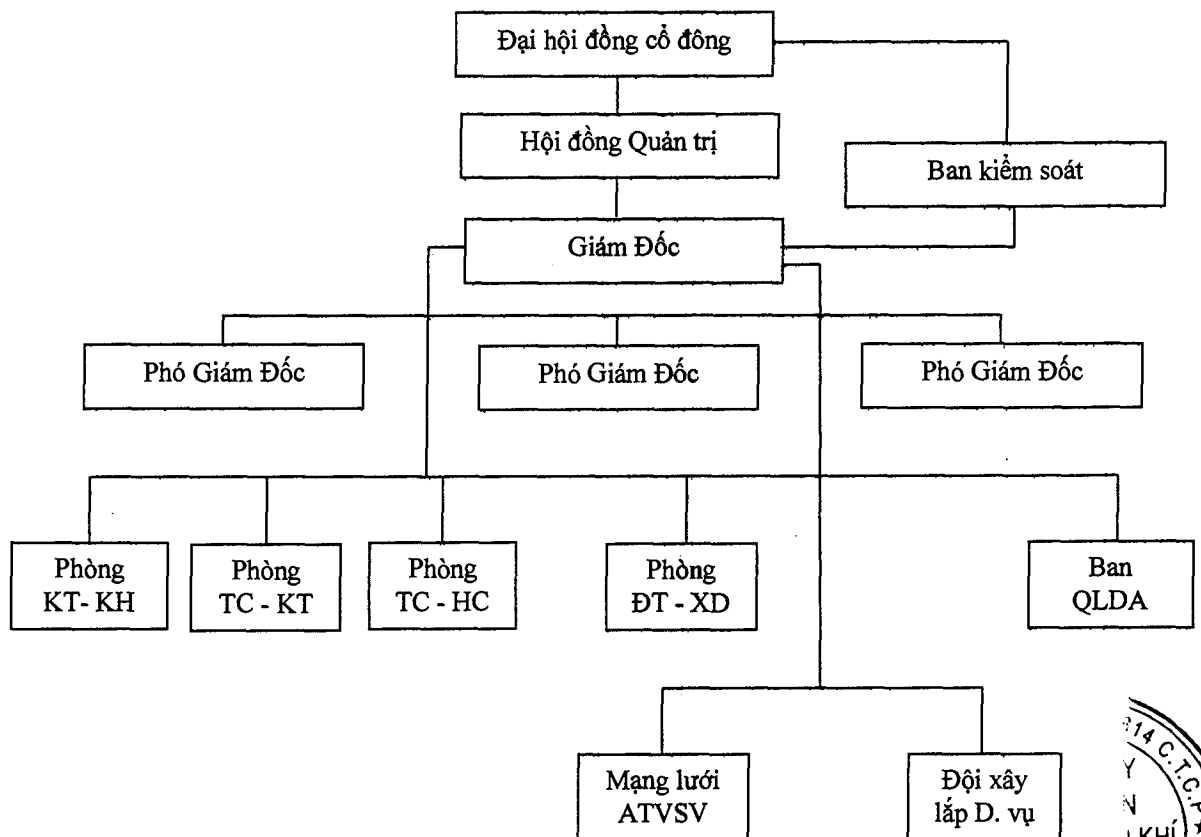 Đại hội đồng cổ đông
Hội đồng Quản trị
Ban kiểm soát
Giám Đốc
Phó Giám Đốc
Phó Giám Đốc
Phó Giám Đốc
Phòng
KT- KH
Phòng
TC - KT
Phòng
TC - HC
Phòng
ĐT - XD
Ban
QLDA
Mạng lưới
ATVSV
Đội xây
lắp D. vụ
14 C.T.C.P
Y
N
KHÍ